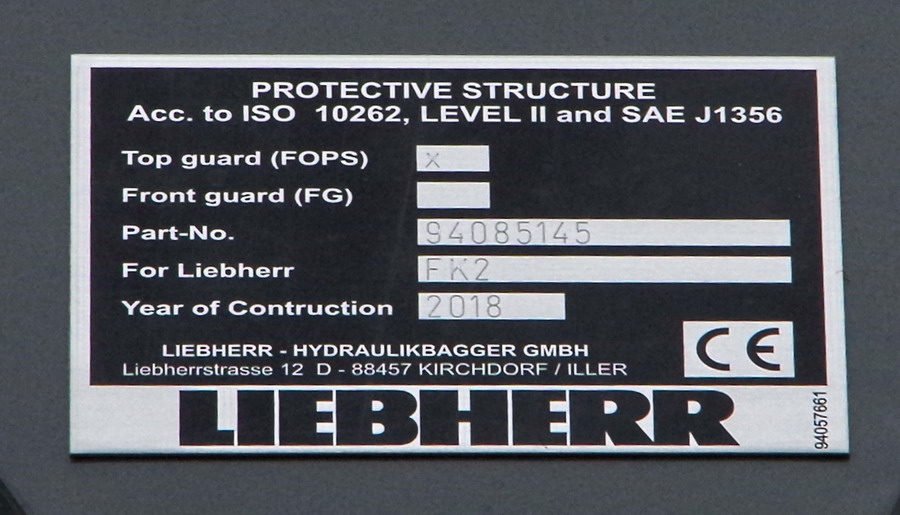 PROTECTIVE STRUCTURE
Acc. to ISO 10262, LEVEL II and SAE J1356
Top guard (FOPS) x
Front guard (FG)
Part-No. 94085145
For Liebherr FK2
Year of Contruction 2018
CE
LIEBHERR - HYDRAULIKBAGGER GMBH
Liebherrstrasse 12 D - 88457 KIRCHDORF / ILLER
LIEBHERR
94057661